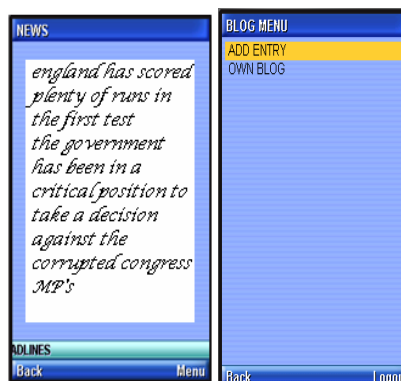 NEWS
england has scored
plenty of runs in
the first test
the government
has been in a
critical position to
take a decision
against the
corrupted congress
MP's
ADLINES
Back Menu
BLOG MENU
ADD ENTRY
OWN BLOG
Back Logout